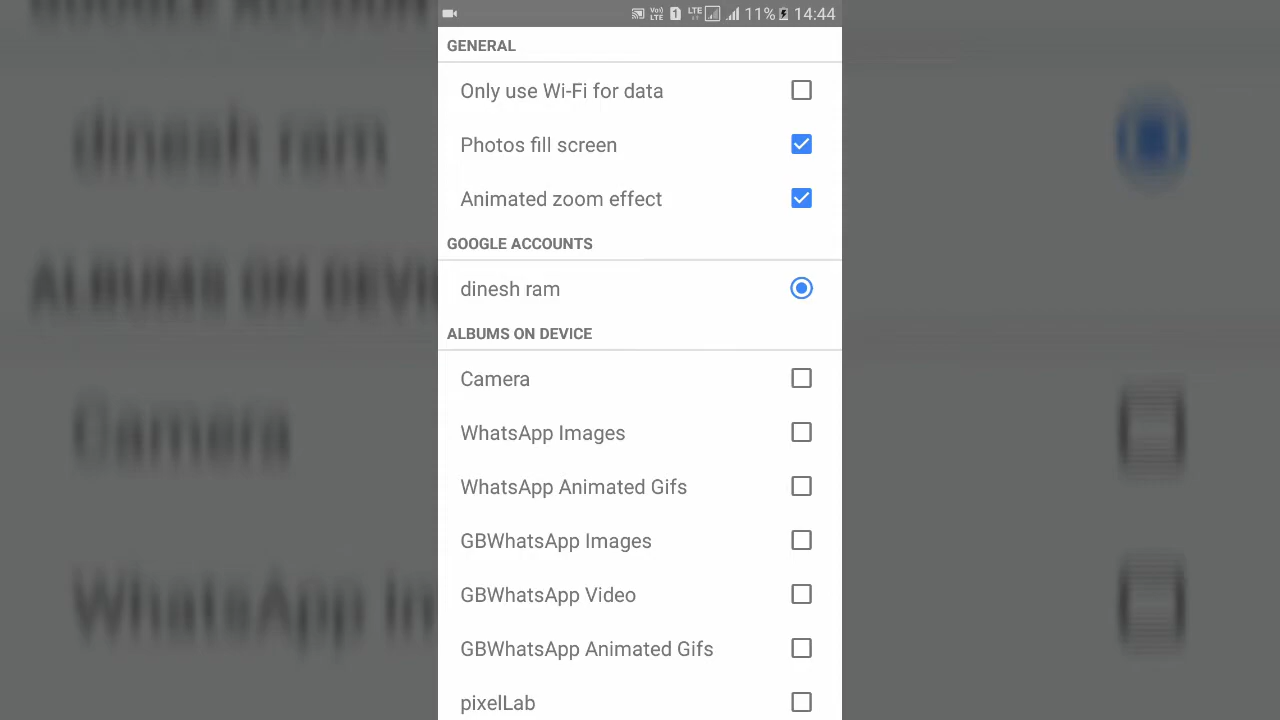 11% 14:44
GENERAL
Only use Wi-Fi for data
Photos fill screen
Animated zoom effect
GOOGLE ACCOUNTS
dinesh ram
ALBUMS ON DEVICE
Camera
WhatsApp Images
WhatsApp Animated Gifs
GBWhatsApp Images
GBWhatsApp Video
GBWhatsApp Animated Gifs
pixelLab